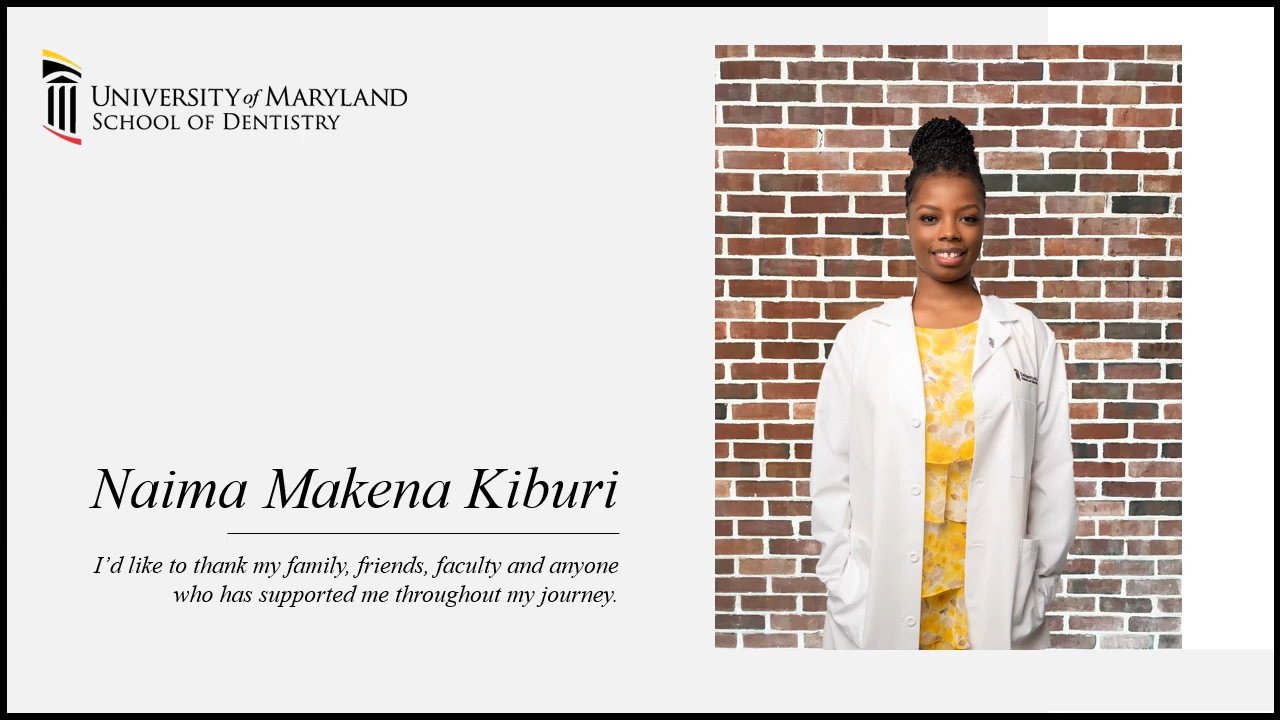 UNIVERSITY of MARYLAND
SCHOOL OF DENTISTRY
Naima Makena Kiburi
I’d like to thank my family, friends, faculty and anyone
who has supported me throughout my journey.